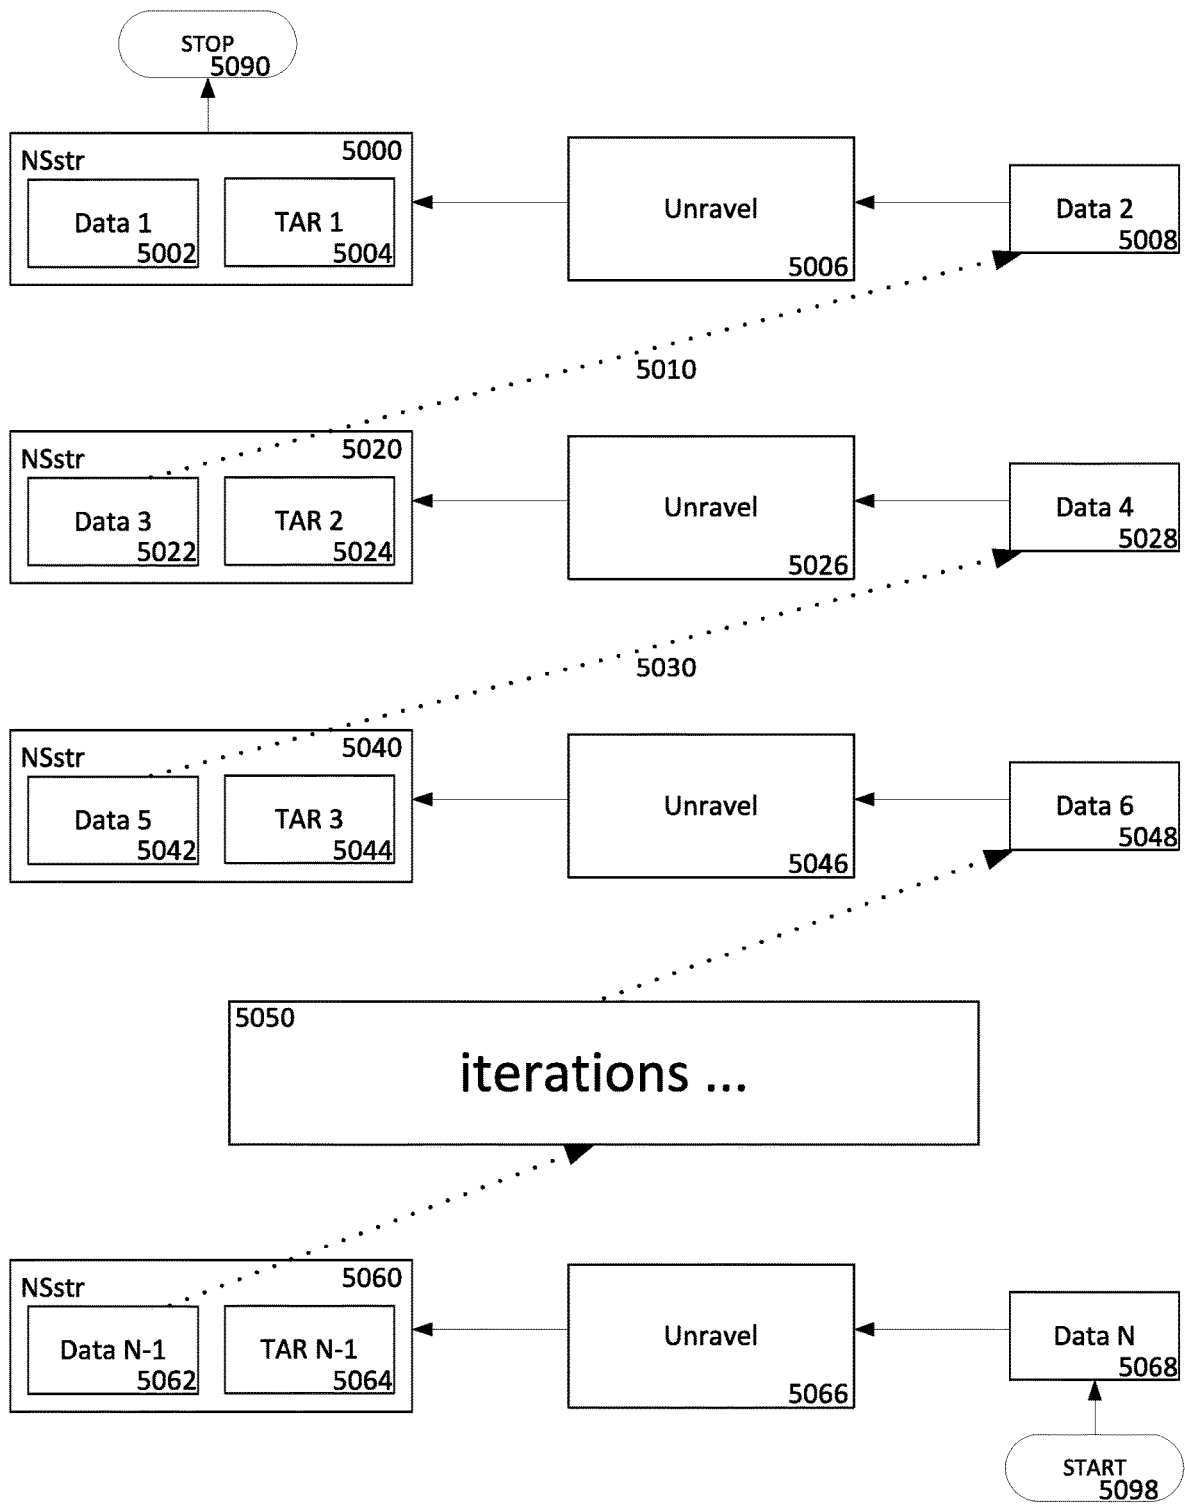 STOP
5090
NSstr
5000
Data 1
5002
TAR 1
5004
Unravel
5006
Data 2
5008
5010
NSstr
5020
Data 3
5022
TAR 2
5024
Unravel
5026
Data 4
5028
5030
NSstr
5040
Data 5
5042
TAR 3
5044
Unravel
5046
Data 6
5048
5050
iterations ...
NSstr
5060
Data N-1
5062
TAR N-1
5064
Unravel
5066
Data N
5068
START
5098